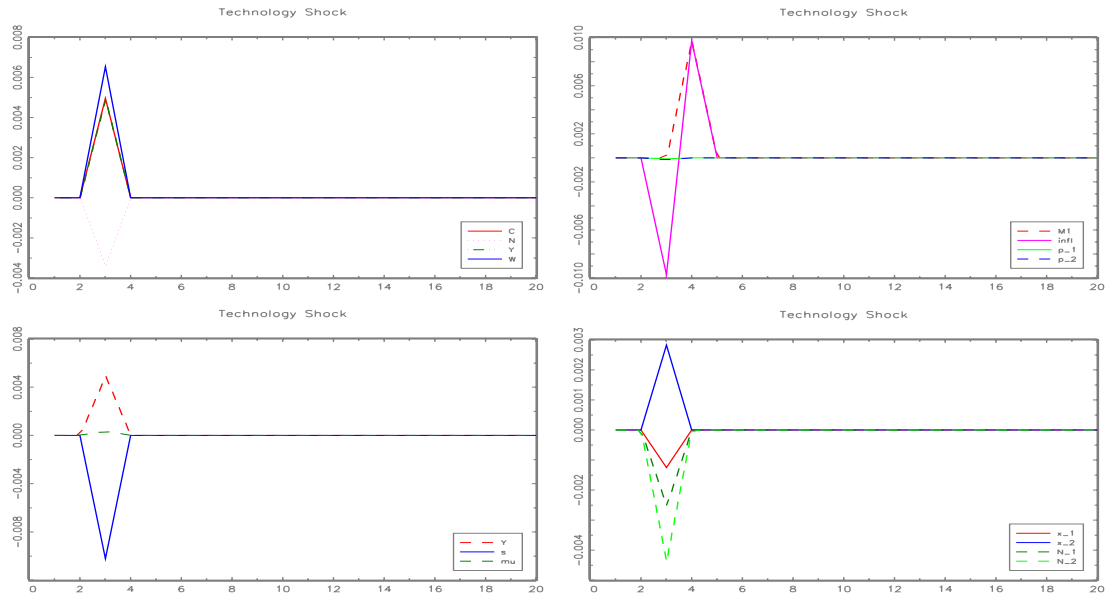 Technology Shock
0.008
0.006
0.004
0.002
0.000
−0.002
−0.004
0 2 4 6 8 10 12 14 16 18 20
C
N
Y
W
Technology Shock
0.010
0.006
0.002
−0.002
−0.006
−0.010
0 2 4 6 8 10 12 14 16 18 20
M1
infl
p_1
p_2
Technology Shock
0.008
0.004
0.000
−0.004
−0.008
0 2 4 6 8 10 12 14 16 18 20
Y
s
mu
Technology Shock
0.003
0.002
0.001
0.000
−0.002
−0.004
0 2 4 6 8 10 12 14 16 18 20
x_1
x_2
N_1
N_2